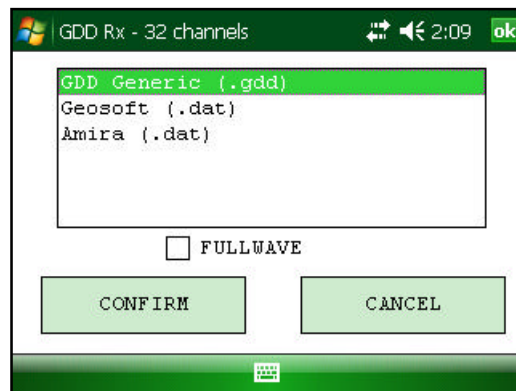 GDD Rx - 32 channels 2:09 ok
GDD Generic (.gdd)
Geosoft (.dat)
Amira (.dat)
FULLWAVE
CONFIRM CANCEL